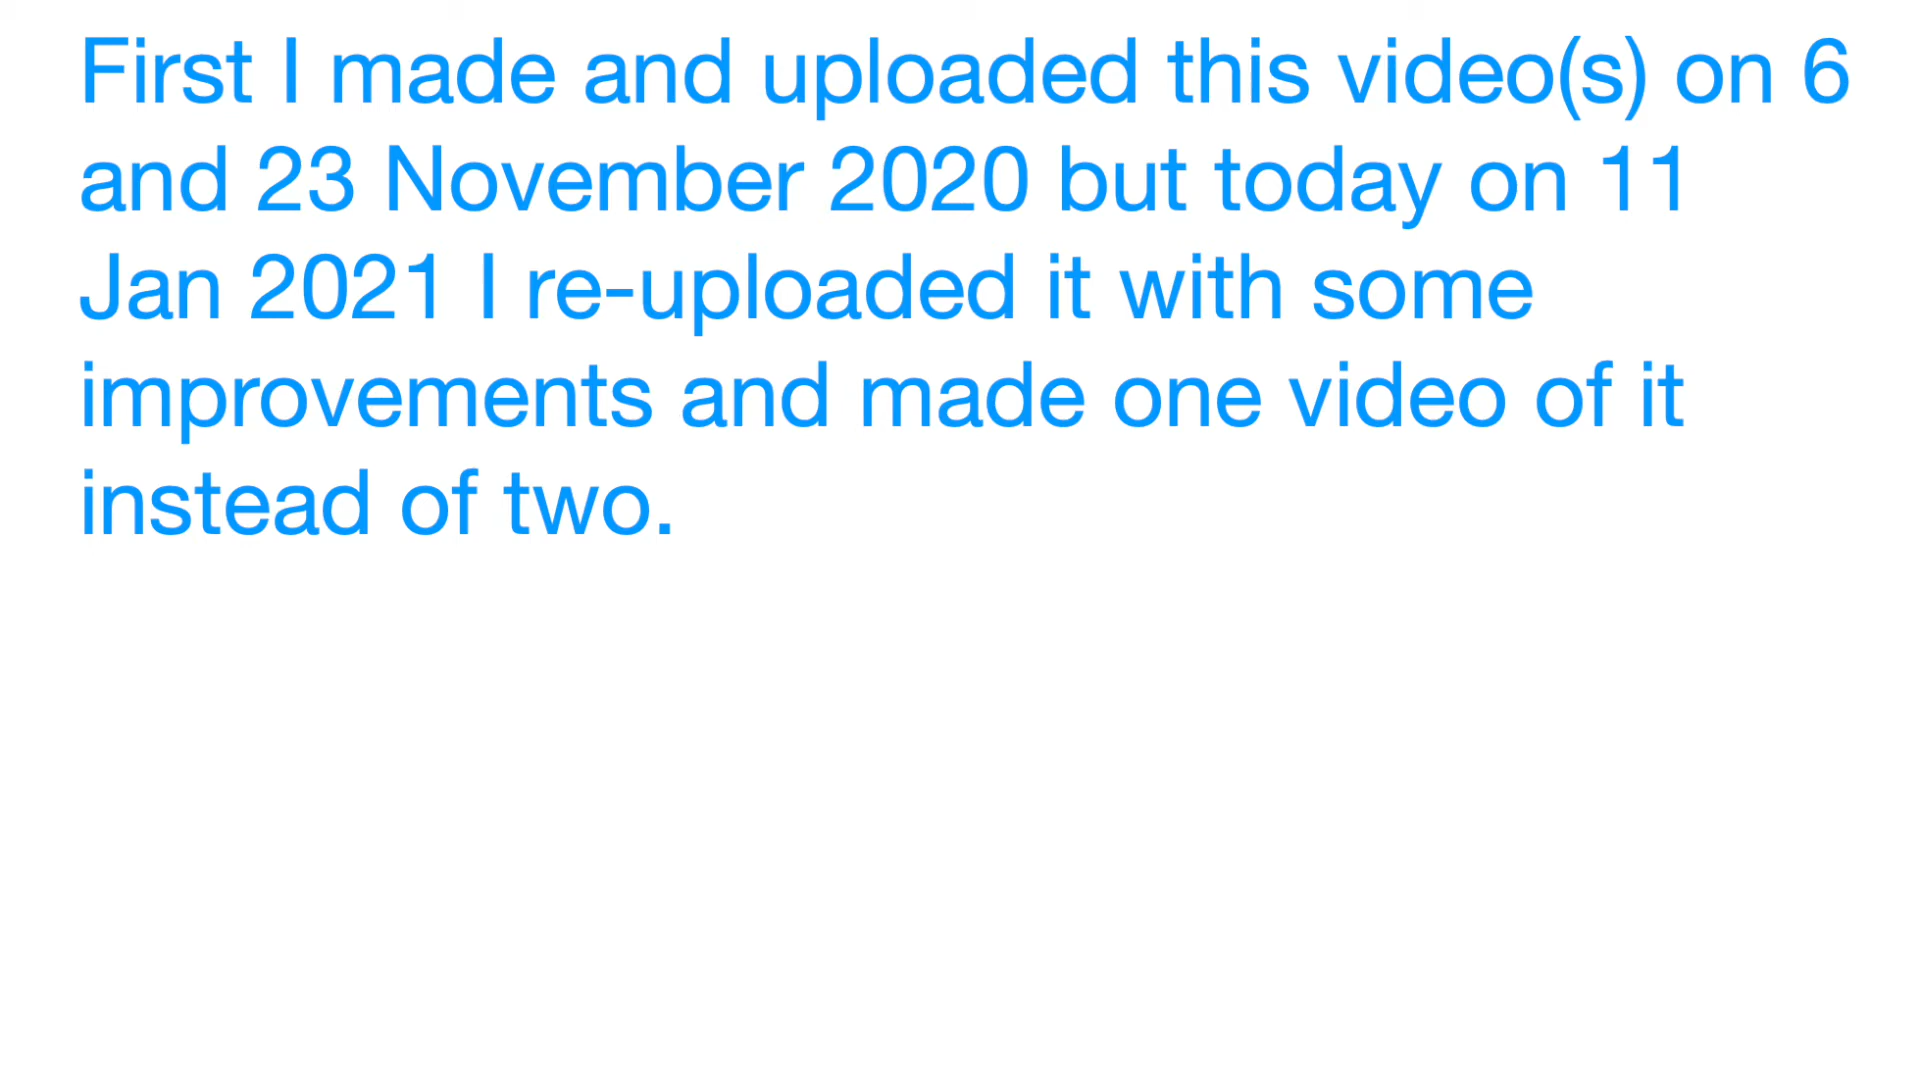 First I made and uploaded this video(s) on 6
and 23 November 2020 but today on 11
Jan 2021 I re-uploaded it with some
improvements and made one video of it
instead of two.